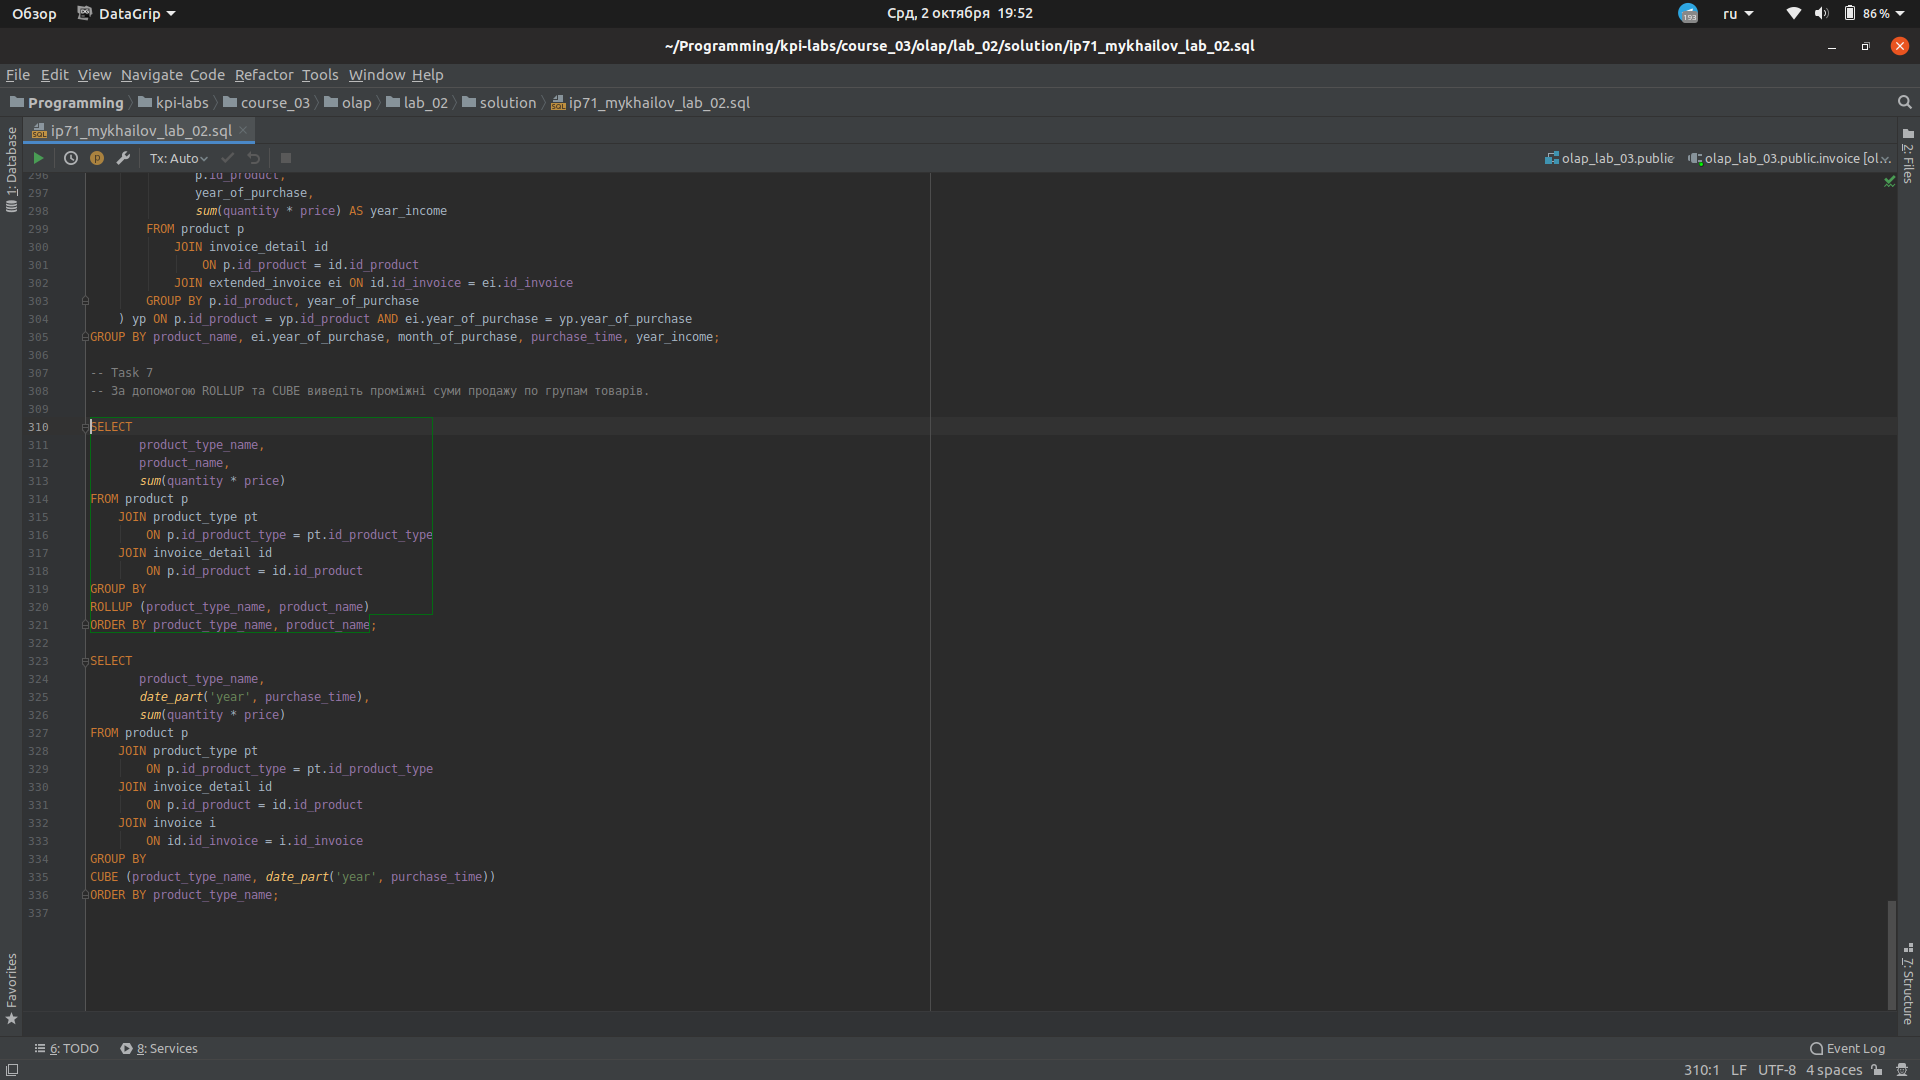 Обзор DataGrip Срд, 2 октября 19:52 193 ru 86 %
~/Programming/kpi-labs/course_03/olap/lab_02/solution/ip71_mykhailov_lab_02.sql
File Edit View Navigate Code Refactor Tools Window Help
Programming kpi-labs course_03 olap lab_02 solution ip71_mykhailov_lab_02.sql
ip71_mykhailov_lab_02.sql
Tx: Auto olap_lab_03.public olap_lab_03.public.invoice [ol...
1: Database
2: Files
296 p.id_product,
297 year_of_purchase,
298 sum(quantity * price) AS year_income
299 FROM product p
300 JOIN invoice_detail id
301 ON p.id_product = id.id_product
302 JOIN extended_invoice ei ON id.id_invoice = ei.id_invoice
303 GROUP BY p.id_product, year_of_purchase
304 ) yp ON p.id_product = yp.id_product AND ei.year_of_purchase = yp.year_of_purchase
305 GROUP BY product_name, ei.year_of_purchase, month_of_purchase, purchase_time, year_income;
306
307 -- Task 7
308 -- За допомогою ROLLUP та CUBE виведіть проміжні суми продажу по групам товарів.
309
310 SELECT
311 product_type_name,
312 product_name,
313 sum(quantity * price)
314 FROM product p
315 JOIN product_type pt
316 ON p.id_product_type = pt.id_product_type
317 JOIN invoice_detail id
318 ON p.id_product = id.id_product
319 GROUP BY
320 ROLLUP (product_type_name, product_name)
321 ORDER BY product_type_name, product_name;
322
323 SELECT
324 product_type_name,
325 date_part('year', purchase_time),
326 sum(quantity * price)
327 FROM product p
328 JOIN product_type pt
329 ON p.id_product_type = pt.id_product_type
330 JOIN invoice_detail id
331 ON p.id_product = id.id_product
332 JOIN invoice i
333 ON id.id_invoice = i.id_invoice
334 GROUP BY
335 CUBE (product_type_name, date_part('year', purchase_time))
336 ORDER BY product_type_name;
337
Favorites
7: Structure
6: TODO 8: Services Event Log
310:1 LF UTF-8 4 spaces